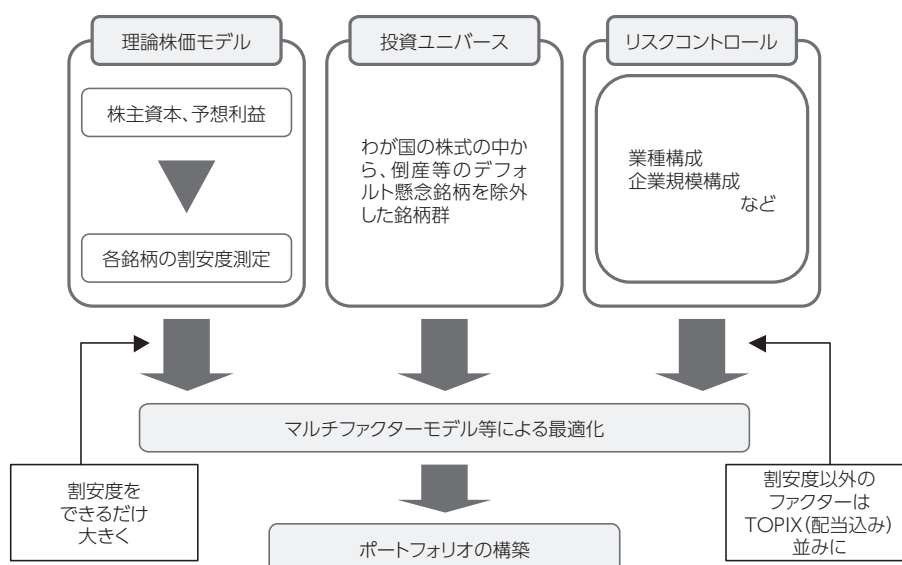 理論株価モデル
株主資本、予想利益
各銘柄の割安度測定
投資ユニバース
わが国の株式の中か
ら、倒産等のデフォ
ルト懸念銘柄を除外
した銘柄群
リスクコントロール
業種構成
企業規模構成
など
マルチファクターモデル等による最適化
割安度を
できるだけ
大きく
割安度以外の
ファクターは
TOPIX(配当込み)
並みに
ポートフォリオの構築